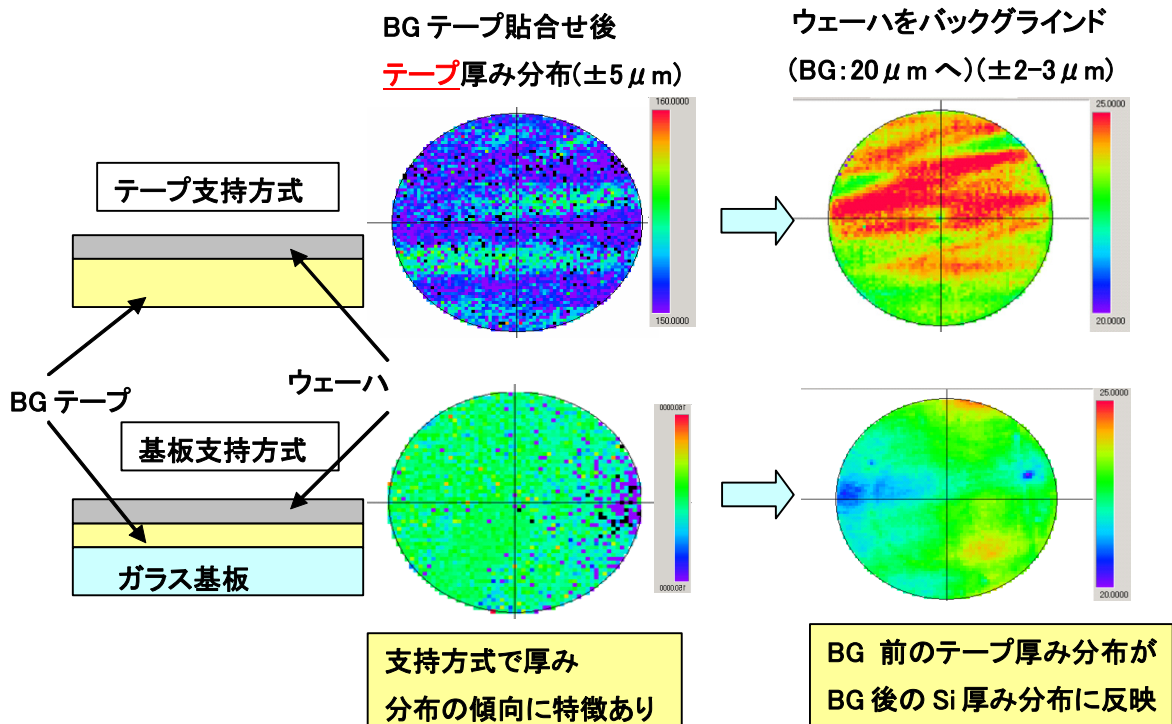 BG テープ貼合せ後
テープ厚み分布(±5μm)
ウェーハをバックグラインド
(BG:20μm へ)(±2-3μm)
160.0000
150.0000
25.0000
20.0000
テープ支持方式
BG テープ
ウェーハ
基板支持方式
ガラス基板
25.0000
20.0000
支持方式で厚み
分布の傾向に特徴あり
BG 前のテープ厚み分布が
BG 後の Si 厚み分布に反映